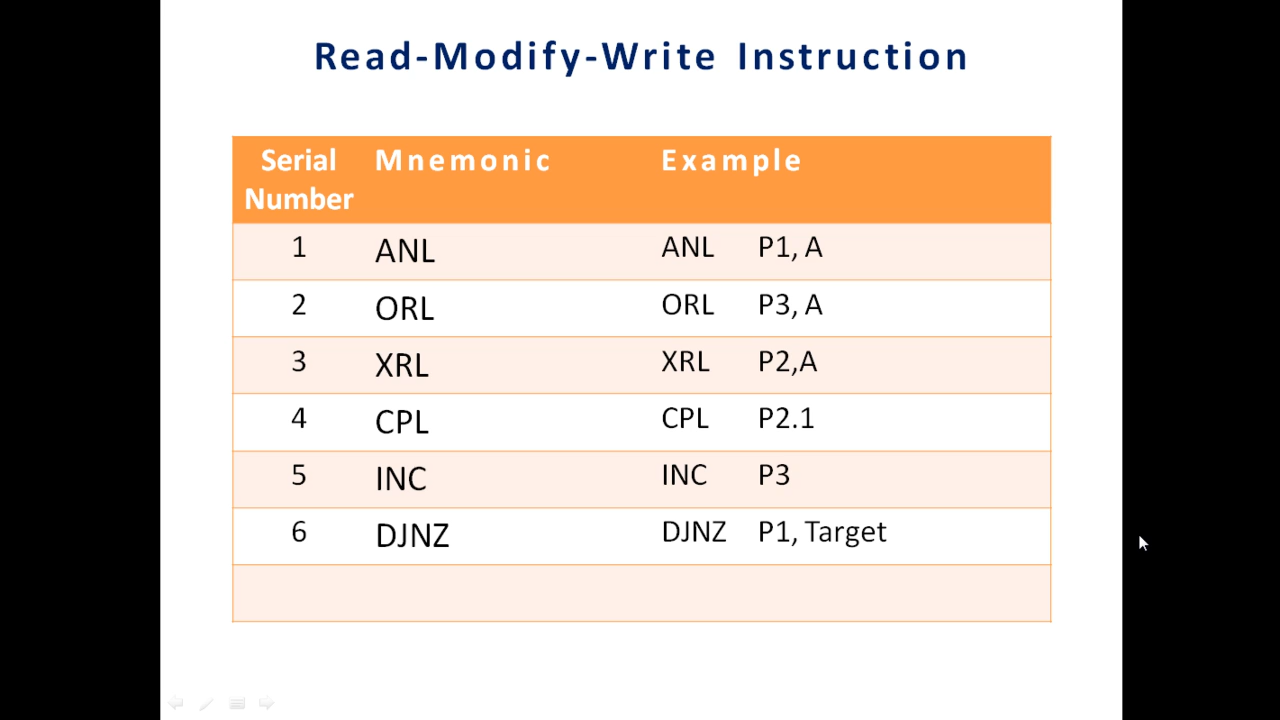 Read-Modify-Write Instruction
Serial Number Mnemonic Example
1 ANL ANL P1, A
2 ORL ORL P3, A
3 XRL XRL P2,A
4 CPL CPL P2.1
5 INC INC P3
6 DJNZ DJNZ P1, Target